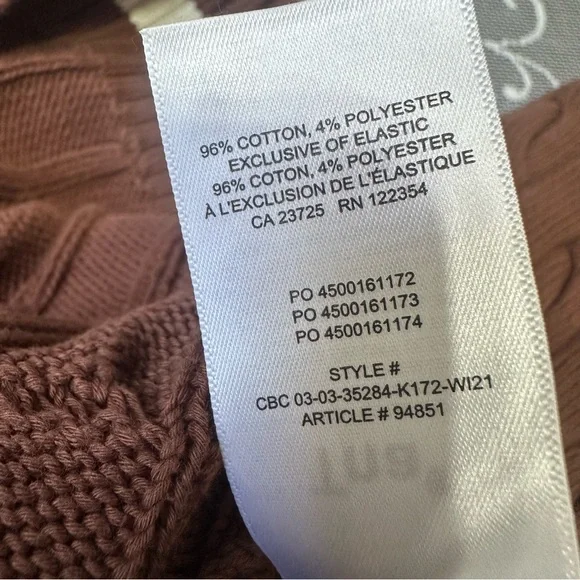 96% COTTON, 4% POLYESTER
EXCLUSIVE OF ELASTIC
96% COTON, 4% POLYESTER
À L'EXCLUSION DE L'ÉLASTIQUE
CA 23725 RN 122354
PO 4500161172
PO 4500161173
PO 4500161174
STYLE #
CBC 03-03-35284-K172-WI21
ARTICLE # 94851